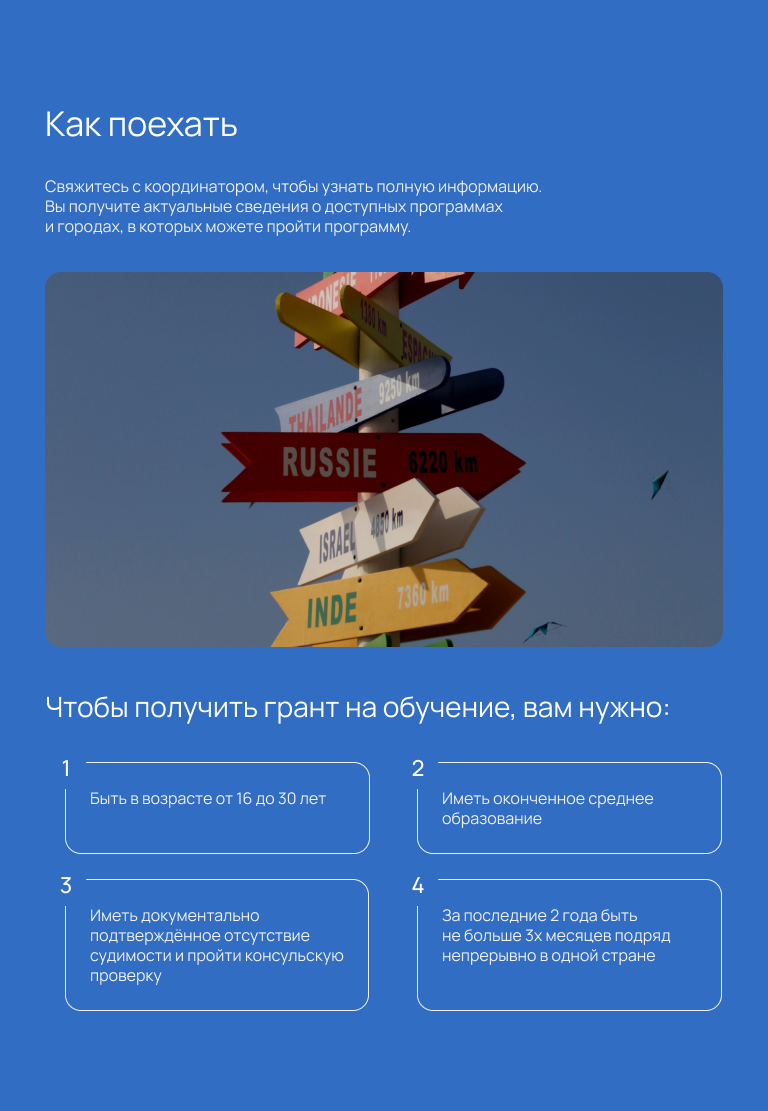 Как поехать
Свяжитесь с координатором, чтобы узнать полную информацию.
Вы получите актуальные сведения о доступных программах
и городах, в которых можете пройти программу.
1380 km
THAILANDE 9250 km
RUSSIE 6220 km
ISRAEL 4850 km
INDE 7360 km
Чтобы получить грант на обучение, вам нужно:
1
Быть в возрасте от 16 до 30 лет
2
Иметь оконченное среднее
образование
3
Иметь документально
подтверждённое отсутствие
судимости и пройти консульскую
проверку
4
За последние 2 года быть
не больше 3х месяцев подряд
непрерывно в одной стране